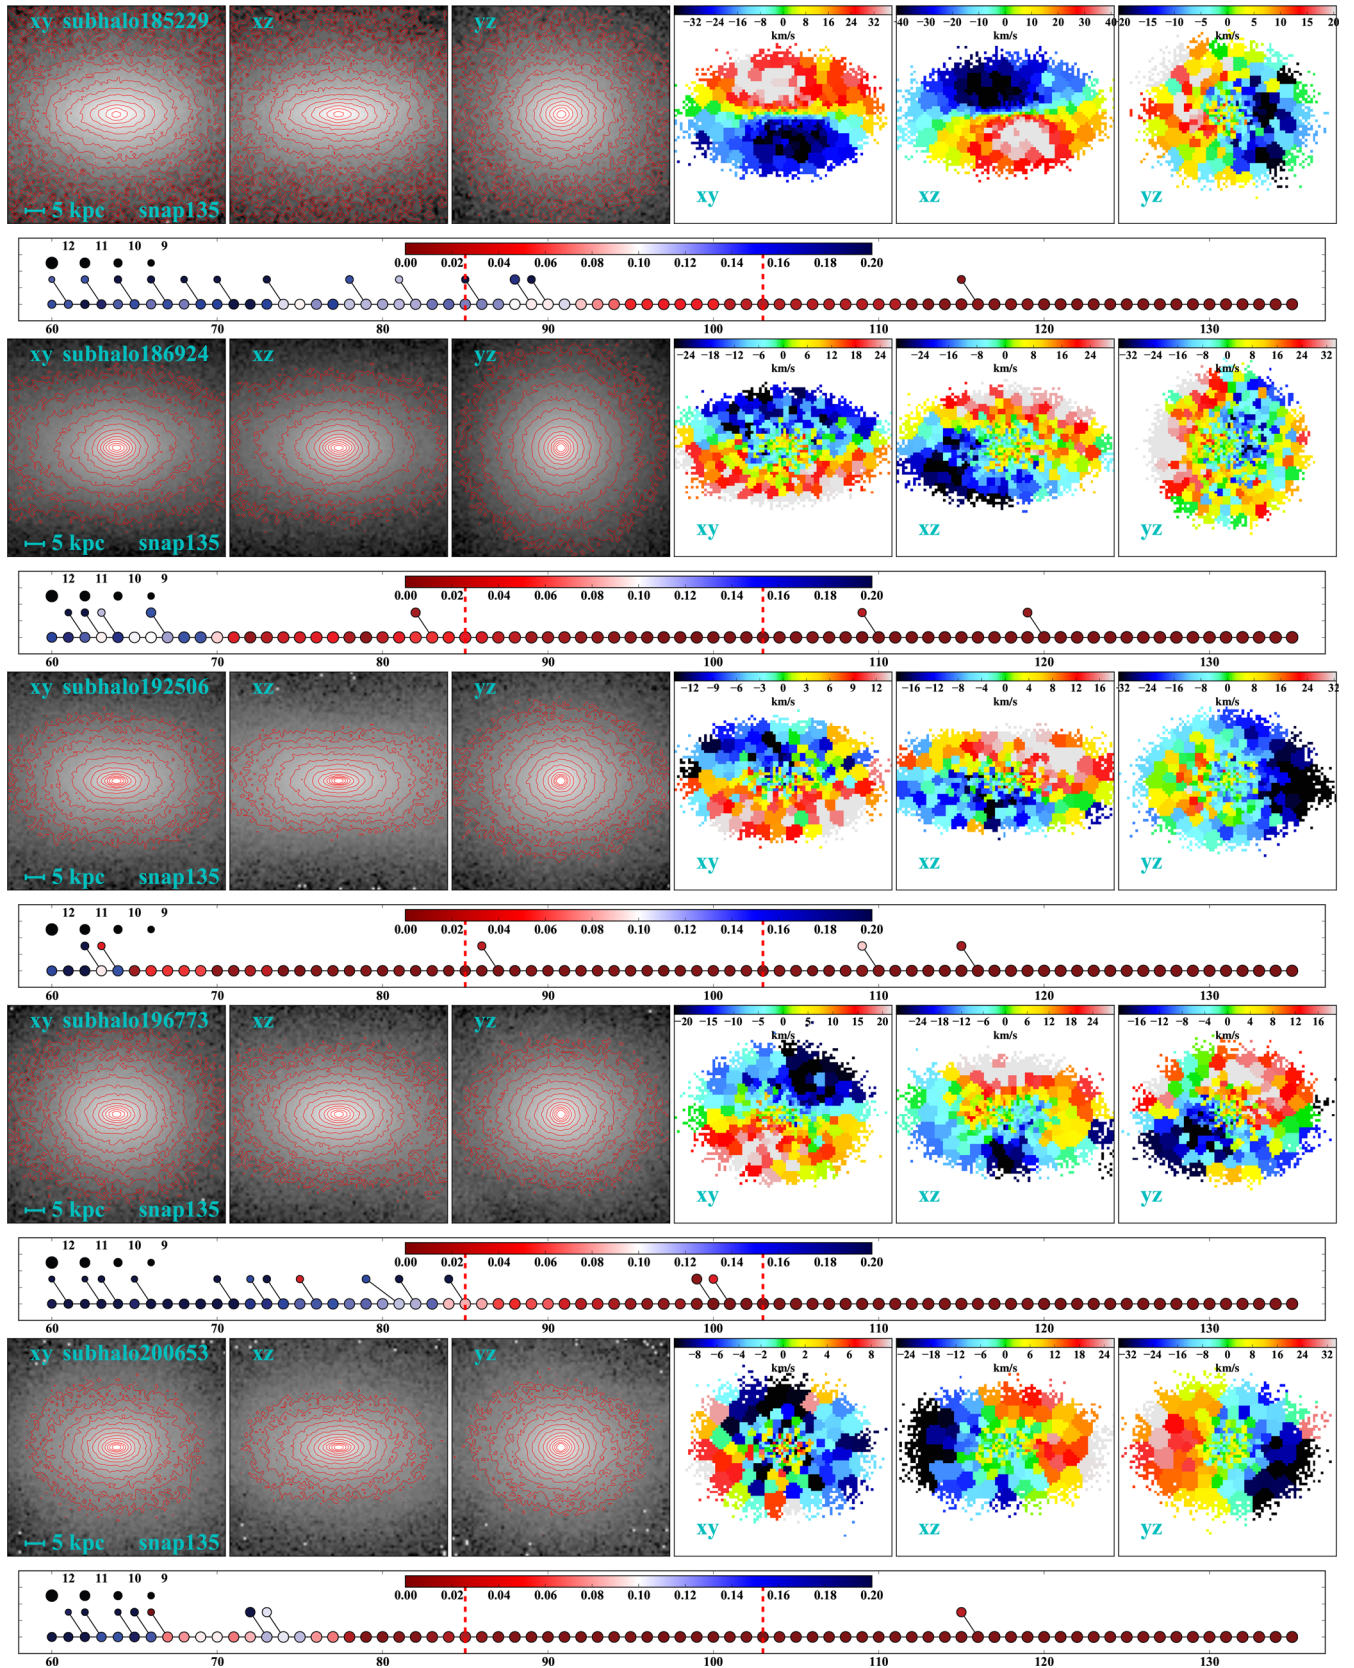 xy subhalo185229 xz yz
−32 −24 −16 −8 0 8 16 24 32 −40 −30 −20 −10 0 10 20 30 40 −20 −15 −10 −5 0 5 10 15 20
km/s km/s km/s
5 kpc snap135 xy xz yz
12 11 10 9
0.00 0.02 0.04 0.06 0.08 0.10 0.12 0.14 0.16 0.18 0.20
60 70 80 90 100 110 120 130
xy subhalo186924 xz yz
−24 −18 −12 −6 0 6 12 18 24 −24 −16 −8 0 8 16 24 −32 −24 −16 −8 0 8 16 24 32
km/s km/s km/s
5 kpc snap135 xy xz yz
12 11 10 9
0.00 0.02 0.04 0.06 0.08 0.10 0.12 0.14 0.16 0.18 0.20
60 70 80 90 100 110 120 130
xy subhalo192506 xz yz
−12 −9 −6 −3 0 3 6 9 12 −16 −12 −8 −4 0 4 8 12 16 −32 −24 −16 −8 0 8 16 24 32
km/s km/s km/s
5 kpc snap135 xy xz yz
12 11 10 9
0.00 0.02 0.04 0.06 0.08 0.10 0.12 0.14 0.16 0.18 0.20
60 70 80 90 100 110 120 130
xy subhalo196773 xz yz
−20 −15 −10 −5 0 5 10 15 20 −24 −18 −12 −6 0 6 12 18 24 −16 −12 −8 −4 0 4 8 12 16
km/s km/s km/s
5 kpc snap135 xy xz yz
12 11 10 9
0.00 0.02 0.04 0.06 0.08 0.10 0.12 0.14 0.16 0.18 0.20
60 70 80 90 100 110 120 130
xy subhalo200653 xz yz
−8 −6 −4 −2 0 2 4 6 8 −24 −18 −12 −6 0 6 12 18 24 −32 −24 −16 −8 0 8 16 24 32
km/s km/s km/s
5 kpc snap135 xy xz yz
12 11 10 9
0.00 0.02 0.04 0.06 0.08 0.10 0.12 0.14 0.16 0.18 0.20
60 70 80 90 100 110 120 130